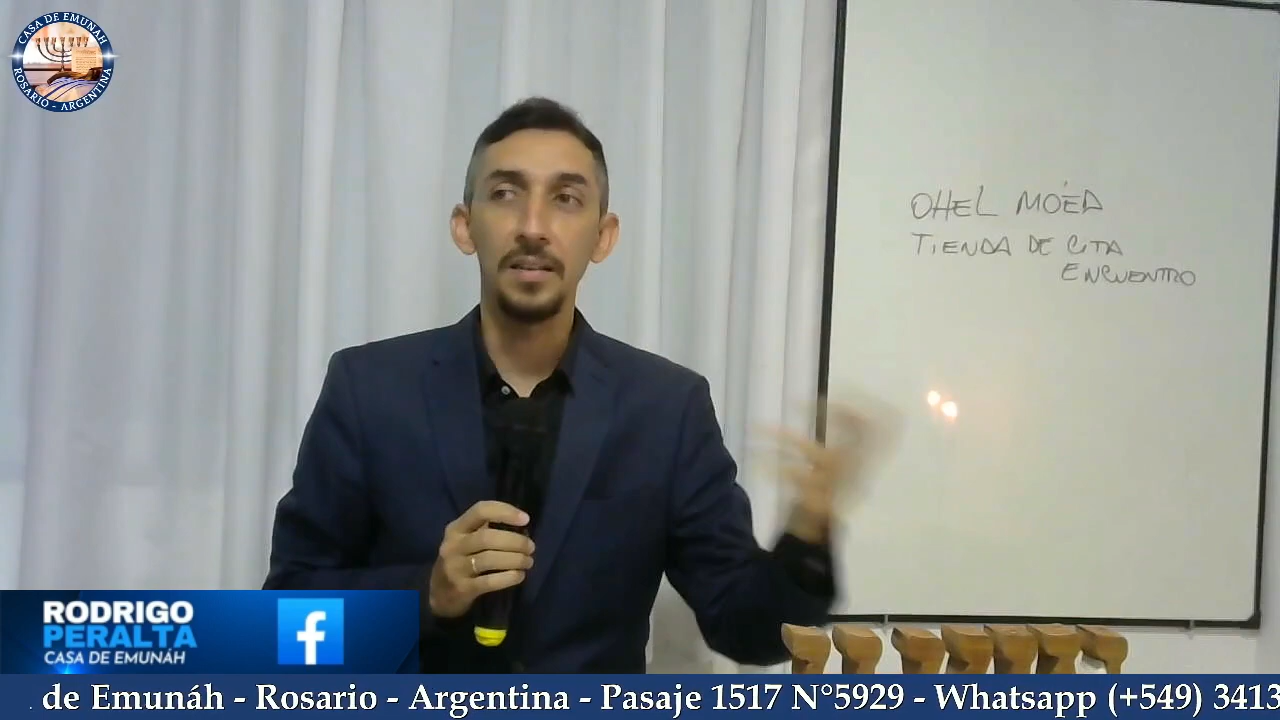 CASA DE EMUNÁH
ROSARIO - ARGENTINA
OHEL MOÉD
TIENDA DE CITA
ENCUENTRO
RODRIGO
PERALTA
CASA DE EMUNÁH
f
de Emunáh - Rosario - Argentina - Pasaje 1517 N°5929 - Whatsapp (+549) 3413